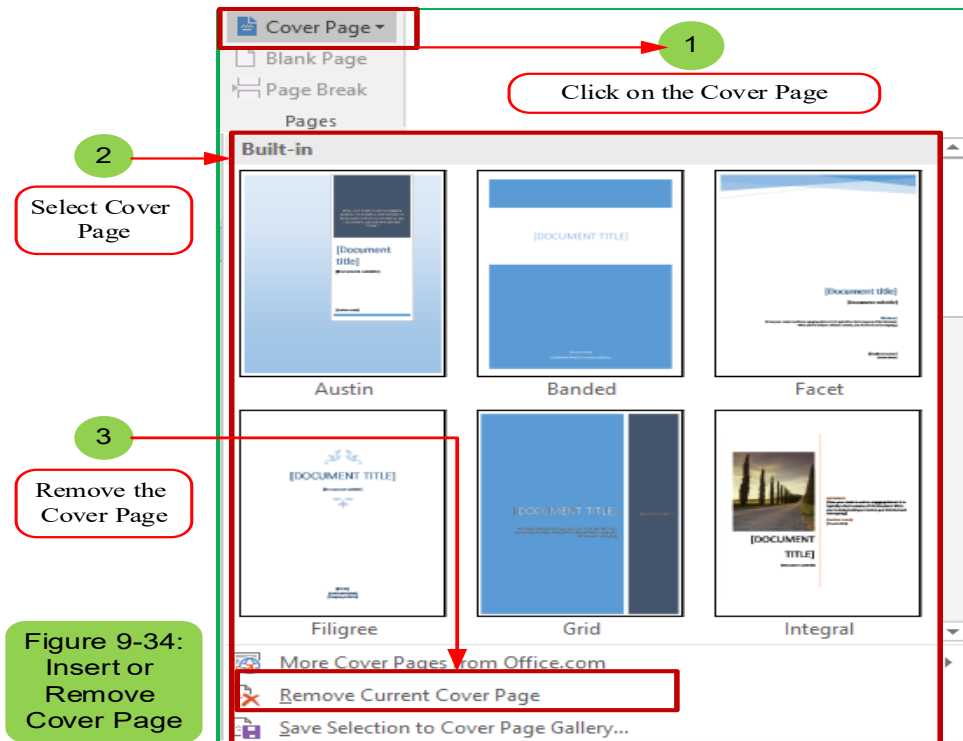 Cover Page
1
Blank Page
Click on the Cover Page
Page Break
Pages
2
Built-in
Select Cover
Page
[Document
title]
[DOCUMENT TITLE]
[Document title]
Austin
Banded
Facet
3
Remove the
Cover Page
[DOCUMENT TITLE]
[DOCUMENT TITLE]
[DOCUMENT
TITLE]
Filigree
Grid
Integral
Figure 9-34:
Insert or
Remove
Cover Page
More Cover Pages from Office.com
Remove Current Cover Page
Save Selection to Cover Page Gallery...